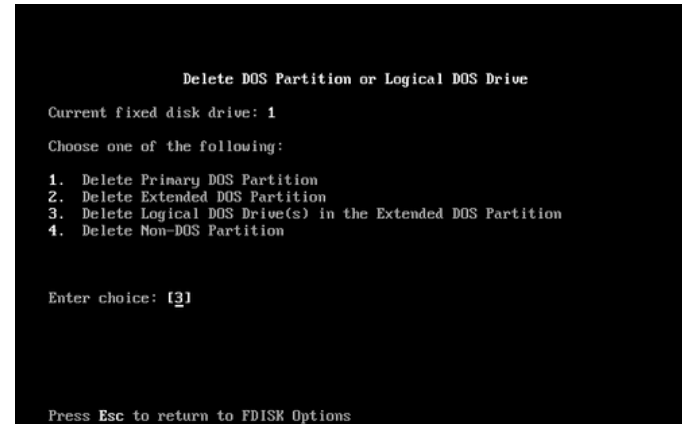 Delete DOS Partition or Logical DOS Drive
Current fixed disk drive: 1
Choose one of the following:
1. Delete Primary DOS Partition
2. Delete Extended DOS Partition
3. Delete Logical DOS Drive(s) in the Extended DOS Partition
4. Delete Non-DOS Partition
Enter choice: [3]
Press Esc to return to FDISK Options